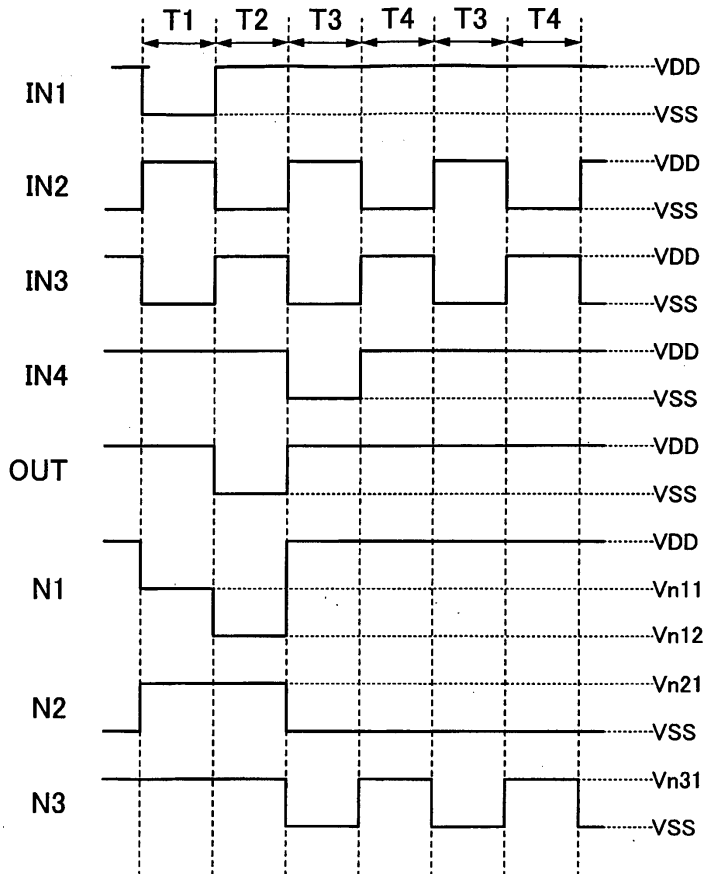 T1 T2 T3 T4 T3 T4
IN1
VDD
VSS
IN2
VDD
VSS
IN3
VDD
VSS
IN4
VDD
VSS
OUT
VDD
VSS
N1
VDD
Vn11
Vn12
N2
Vn21
VSS
N3
Vn31
VSS